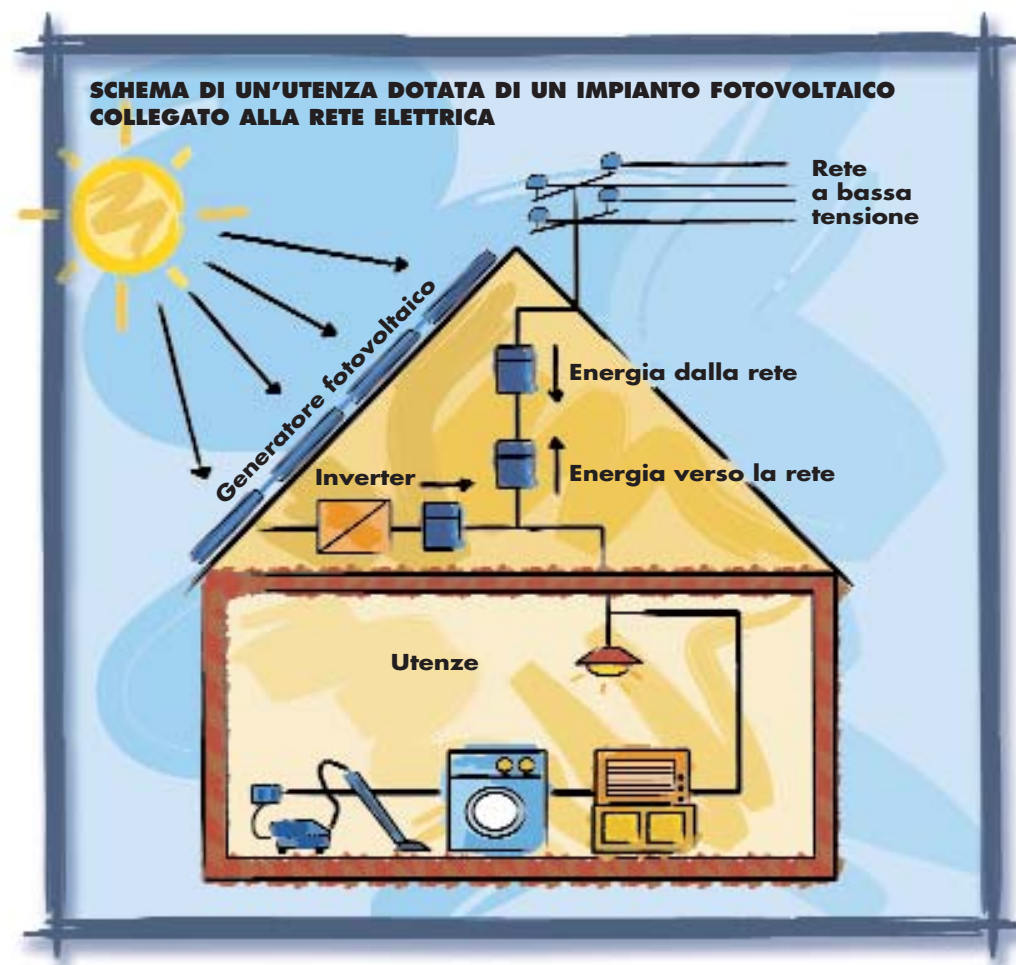 SCHEMA DI UN'UTENZA DOTATA DI UN IMPIANTO FOTOVOLTAICO
COLLEGATO ALLA RETE ELETTRICA
Rete
a bassa
tensione
Generatore fotovoltaico
Energia dalla rete
Inverter
Energia verso la rete
Utenze